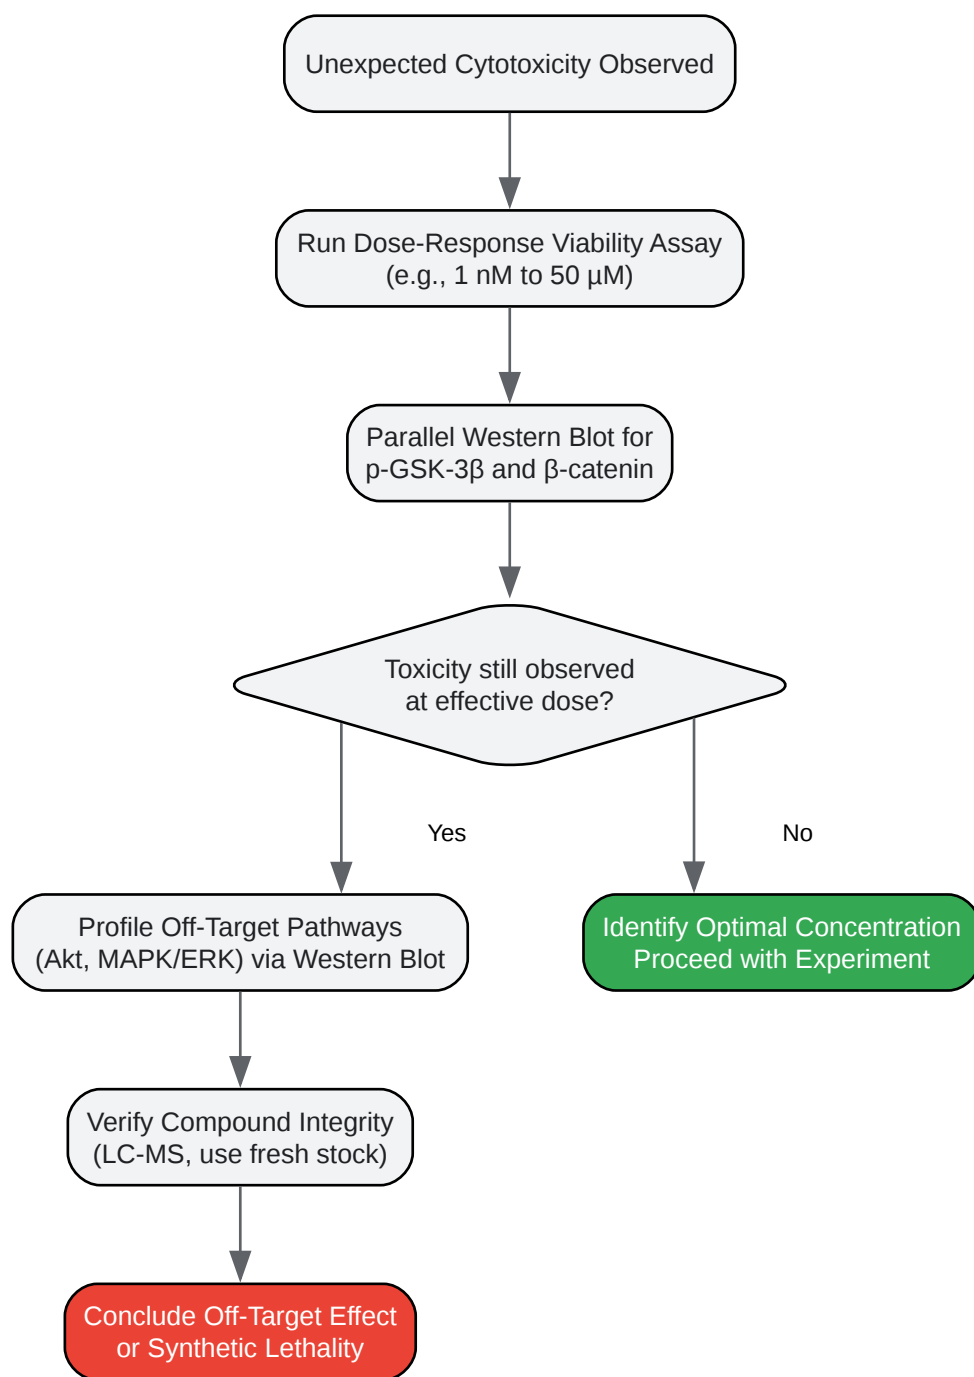 Unexpected Cytotoxicity Observed
Run Dose-Response Viability Assay
(e.g., 1 nM to 50 µM)
Parallel Western Blot for
p-GSK-3β and β-catenin
Toxicity still observed
at effective dose?
Yes
No
Profile Off-Target Pathways
(Akt, MAPK/ERK) via Western Blot
Identify Optimal Concentration
Proceed with Experiment
Verify Compound Integrity
(LC-MS, use fresh stock)
Conclude Off-Target Effect
or Synthetic Lethality